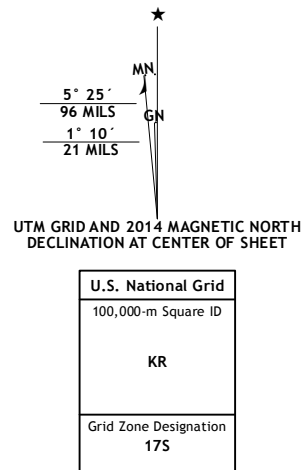 ★
MN.
5° 25´
96 MILS
GN
1° 10´
21 MILS
UTM GRID AND 2014 MAGNETIC NORTH
DECLINATION AT CENTER OF SHEET
U.S. National Grid
100,000-m Square ID
KR
Grid Zone Designation
17S